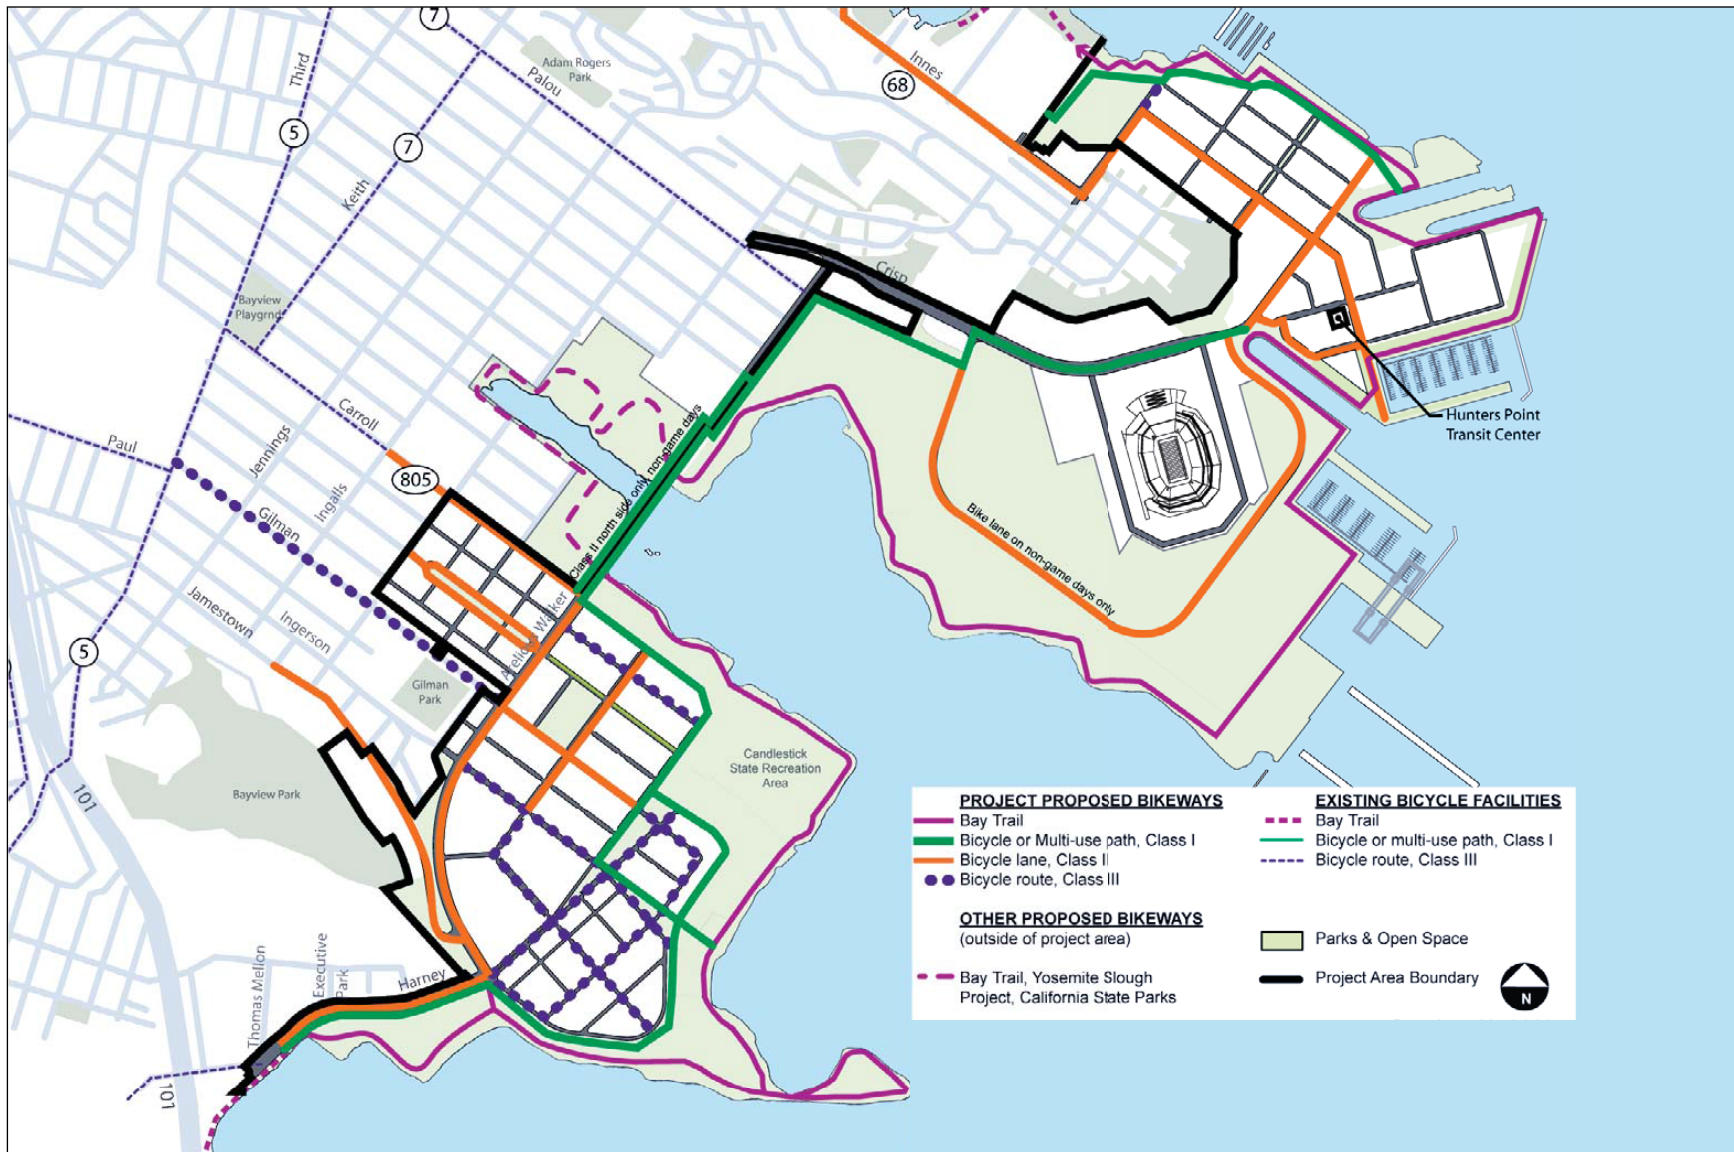 7
Third
Palou
Adam Rogers
Park
Innes
68
5
7
Keith
Crisp
Bayview
Playgrnd
Carroll
Paul
Jennings
Ingalls
805
Gilman
Class II north side only, non-game days
Bike lane on non-game days only
Hunters Point
Transit Center
Jamestown
Ingerson
Walker
5
Gilman
Park
Candlestick
State Recreation
Area
Bayview Park
101
Thomas Mellon
Executive
Park
Harney
101
PROJECT PROPOSED BIKEWAYS
Bay Trail
Bicycle or Multi-use path, Class I
Bicycle lane, Class II
Bicycle route, Class III
OTHER PROPOSED BIKEWAYS
(outside of project area)
Bay Trail, Yosemite Slough
Project, California State Parks
EXISTING BICYCLE FACILITIES
Bay Trail
Bicycle or multi-use path, Class I
Bicycle route, Class III
Parks & Open Space
Project Area Boundary
N